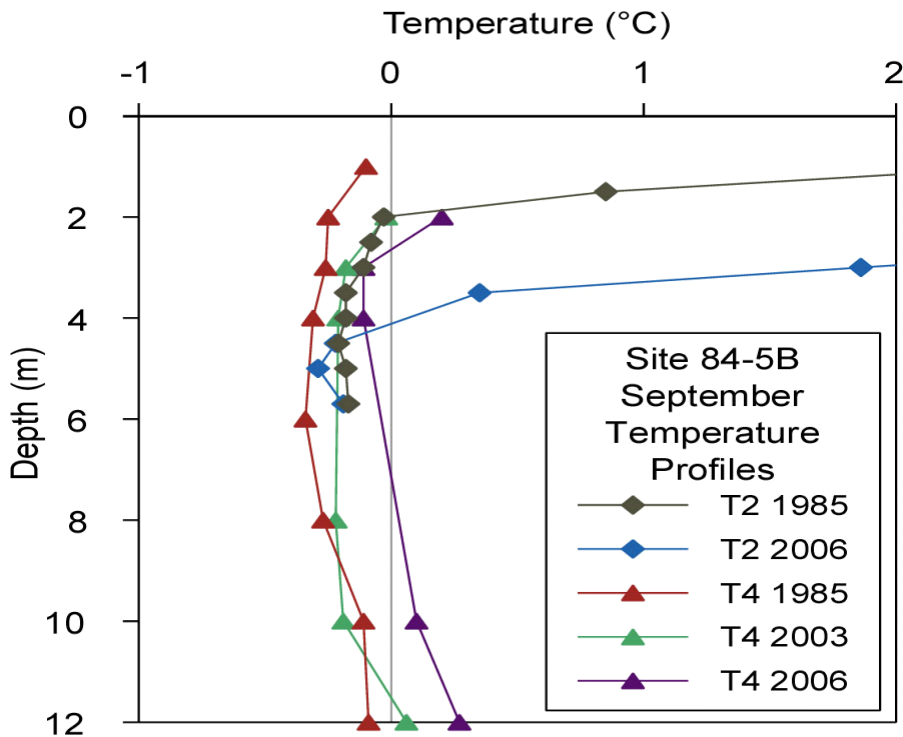 Temperature (°C)
-1 0 1 2
0
2
4
6
8
10
12
Depth (m)
Site 84-5B
September
Temperature
Profiles
T2 1985
T2 2006
T4 1985
T4 2003
T4 2006